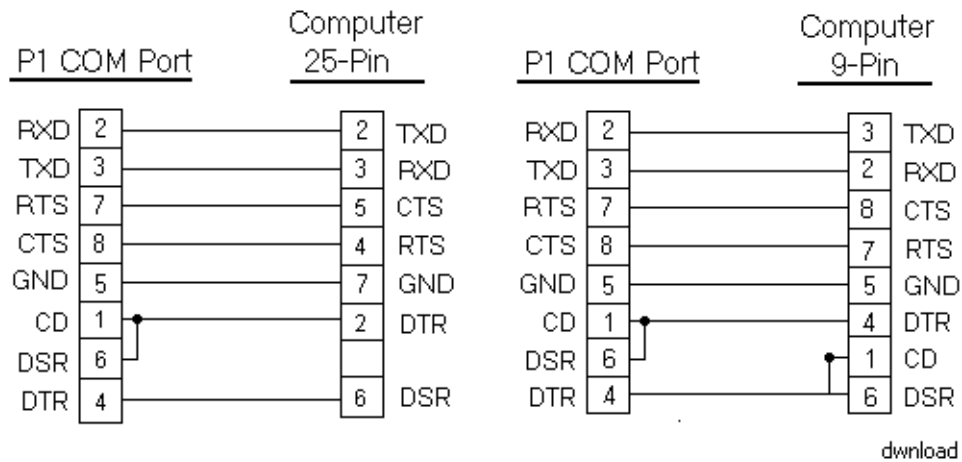 Computer
P1 COM Port 25-Pin
RXD 2 2 TXD
TXD 3 3 RXD
RTS 7 5 CTS
CTS 8 4 RTS
GND 5 7 GND
CD 1 2 DTR
DSR 6
DTR 4 6 DSR
Computer
P1 COM Port 9-Pin
RXD 2 3 TXD
TXD 3 2 RXD
RTS 7 8 CTS
CTS 8 7 RTS
GND 5 5 GND
CD 1 4 DTR
DSR 6 1 CD
DTR 4 6 DSR
dwnload